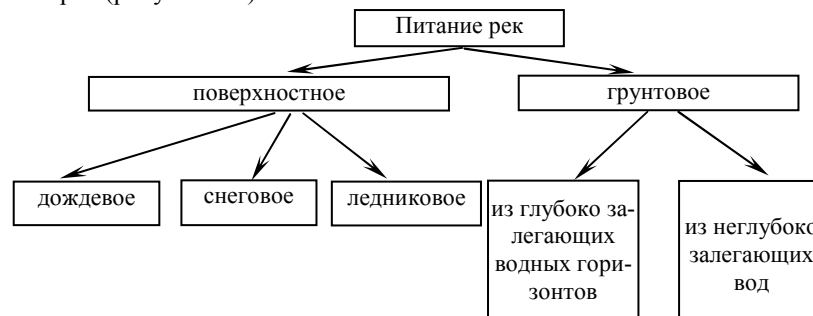 Питание рек
поверхностное
грунтовое
дождевое
снеговое
ледниковое
из глубоко за-
легающих
водных гори-
зонтов
из неглубоко
залегающих
вод